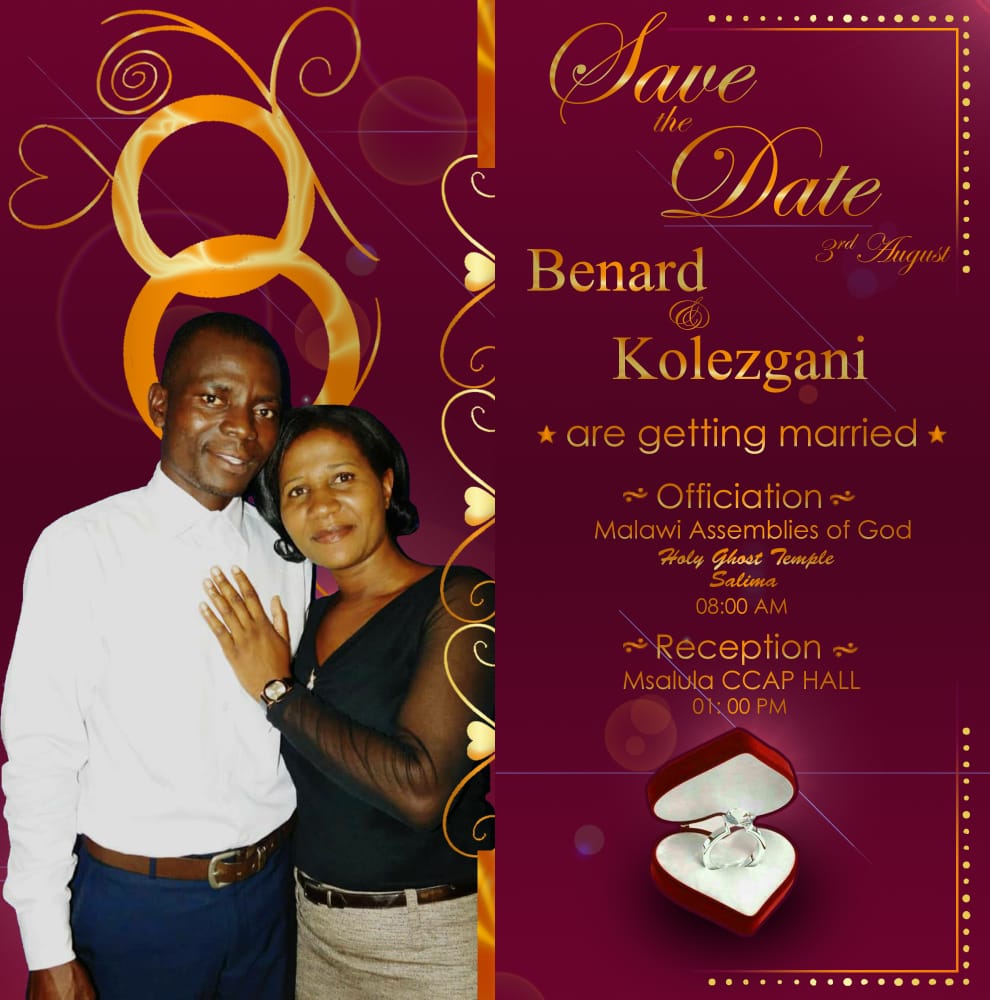 Save
the
Date
3rd August
Benard
&
Kolezgani
are getting married
Officiation
Malawi Assemblies of God
Holy Ghost Temple
Salima
08:00 AM
Reception
Msalula CCAP HALL
01: 00 PM